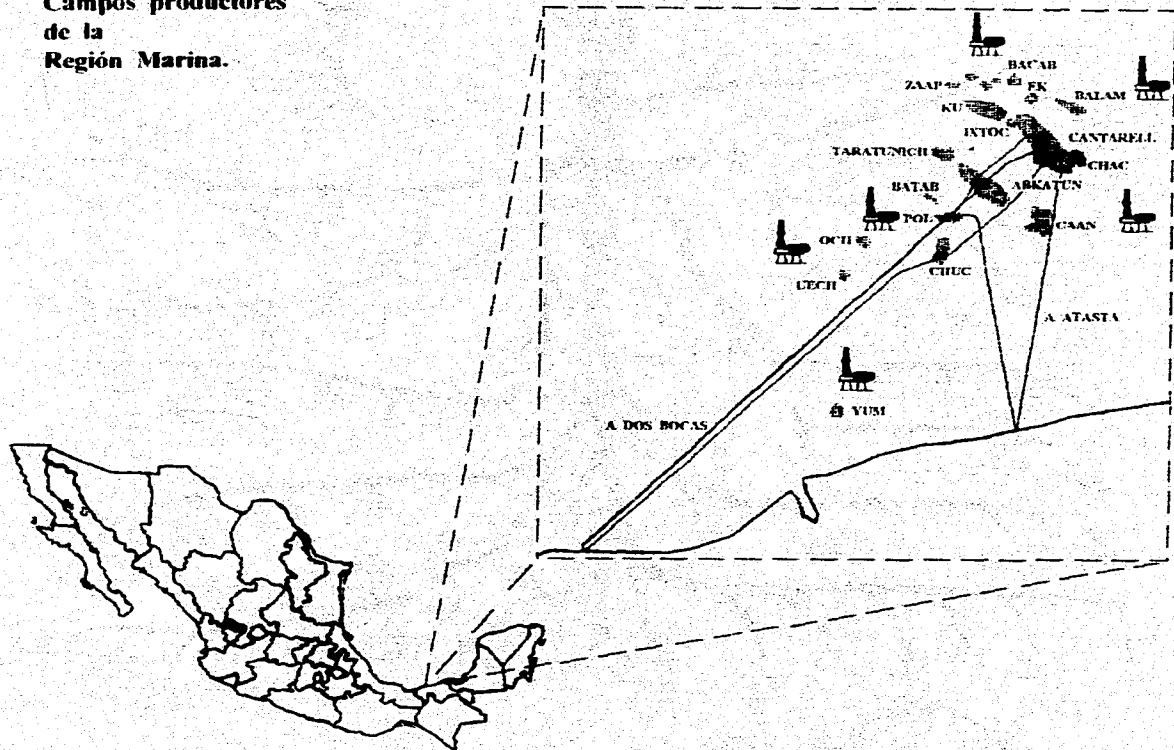 Campos productores
de la
Región Marina.
BACAB
ZAAP
EK
BALAM
KU
IXTOC
CANTARELL
TARATUNICH
CHAC
ABKATUN
BATAB
POL
CAAN
OCH
CHUC
UECH
A ATASTA
YUM
A DOS BOCAS